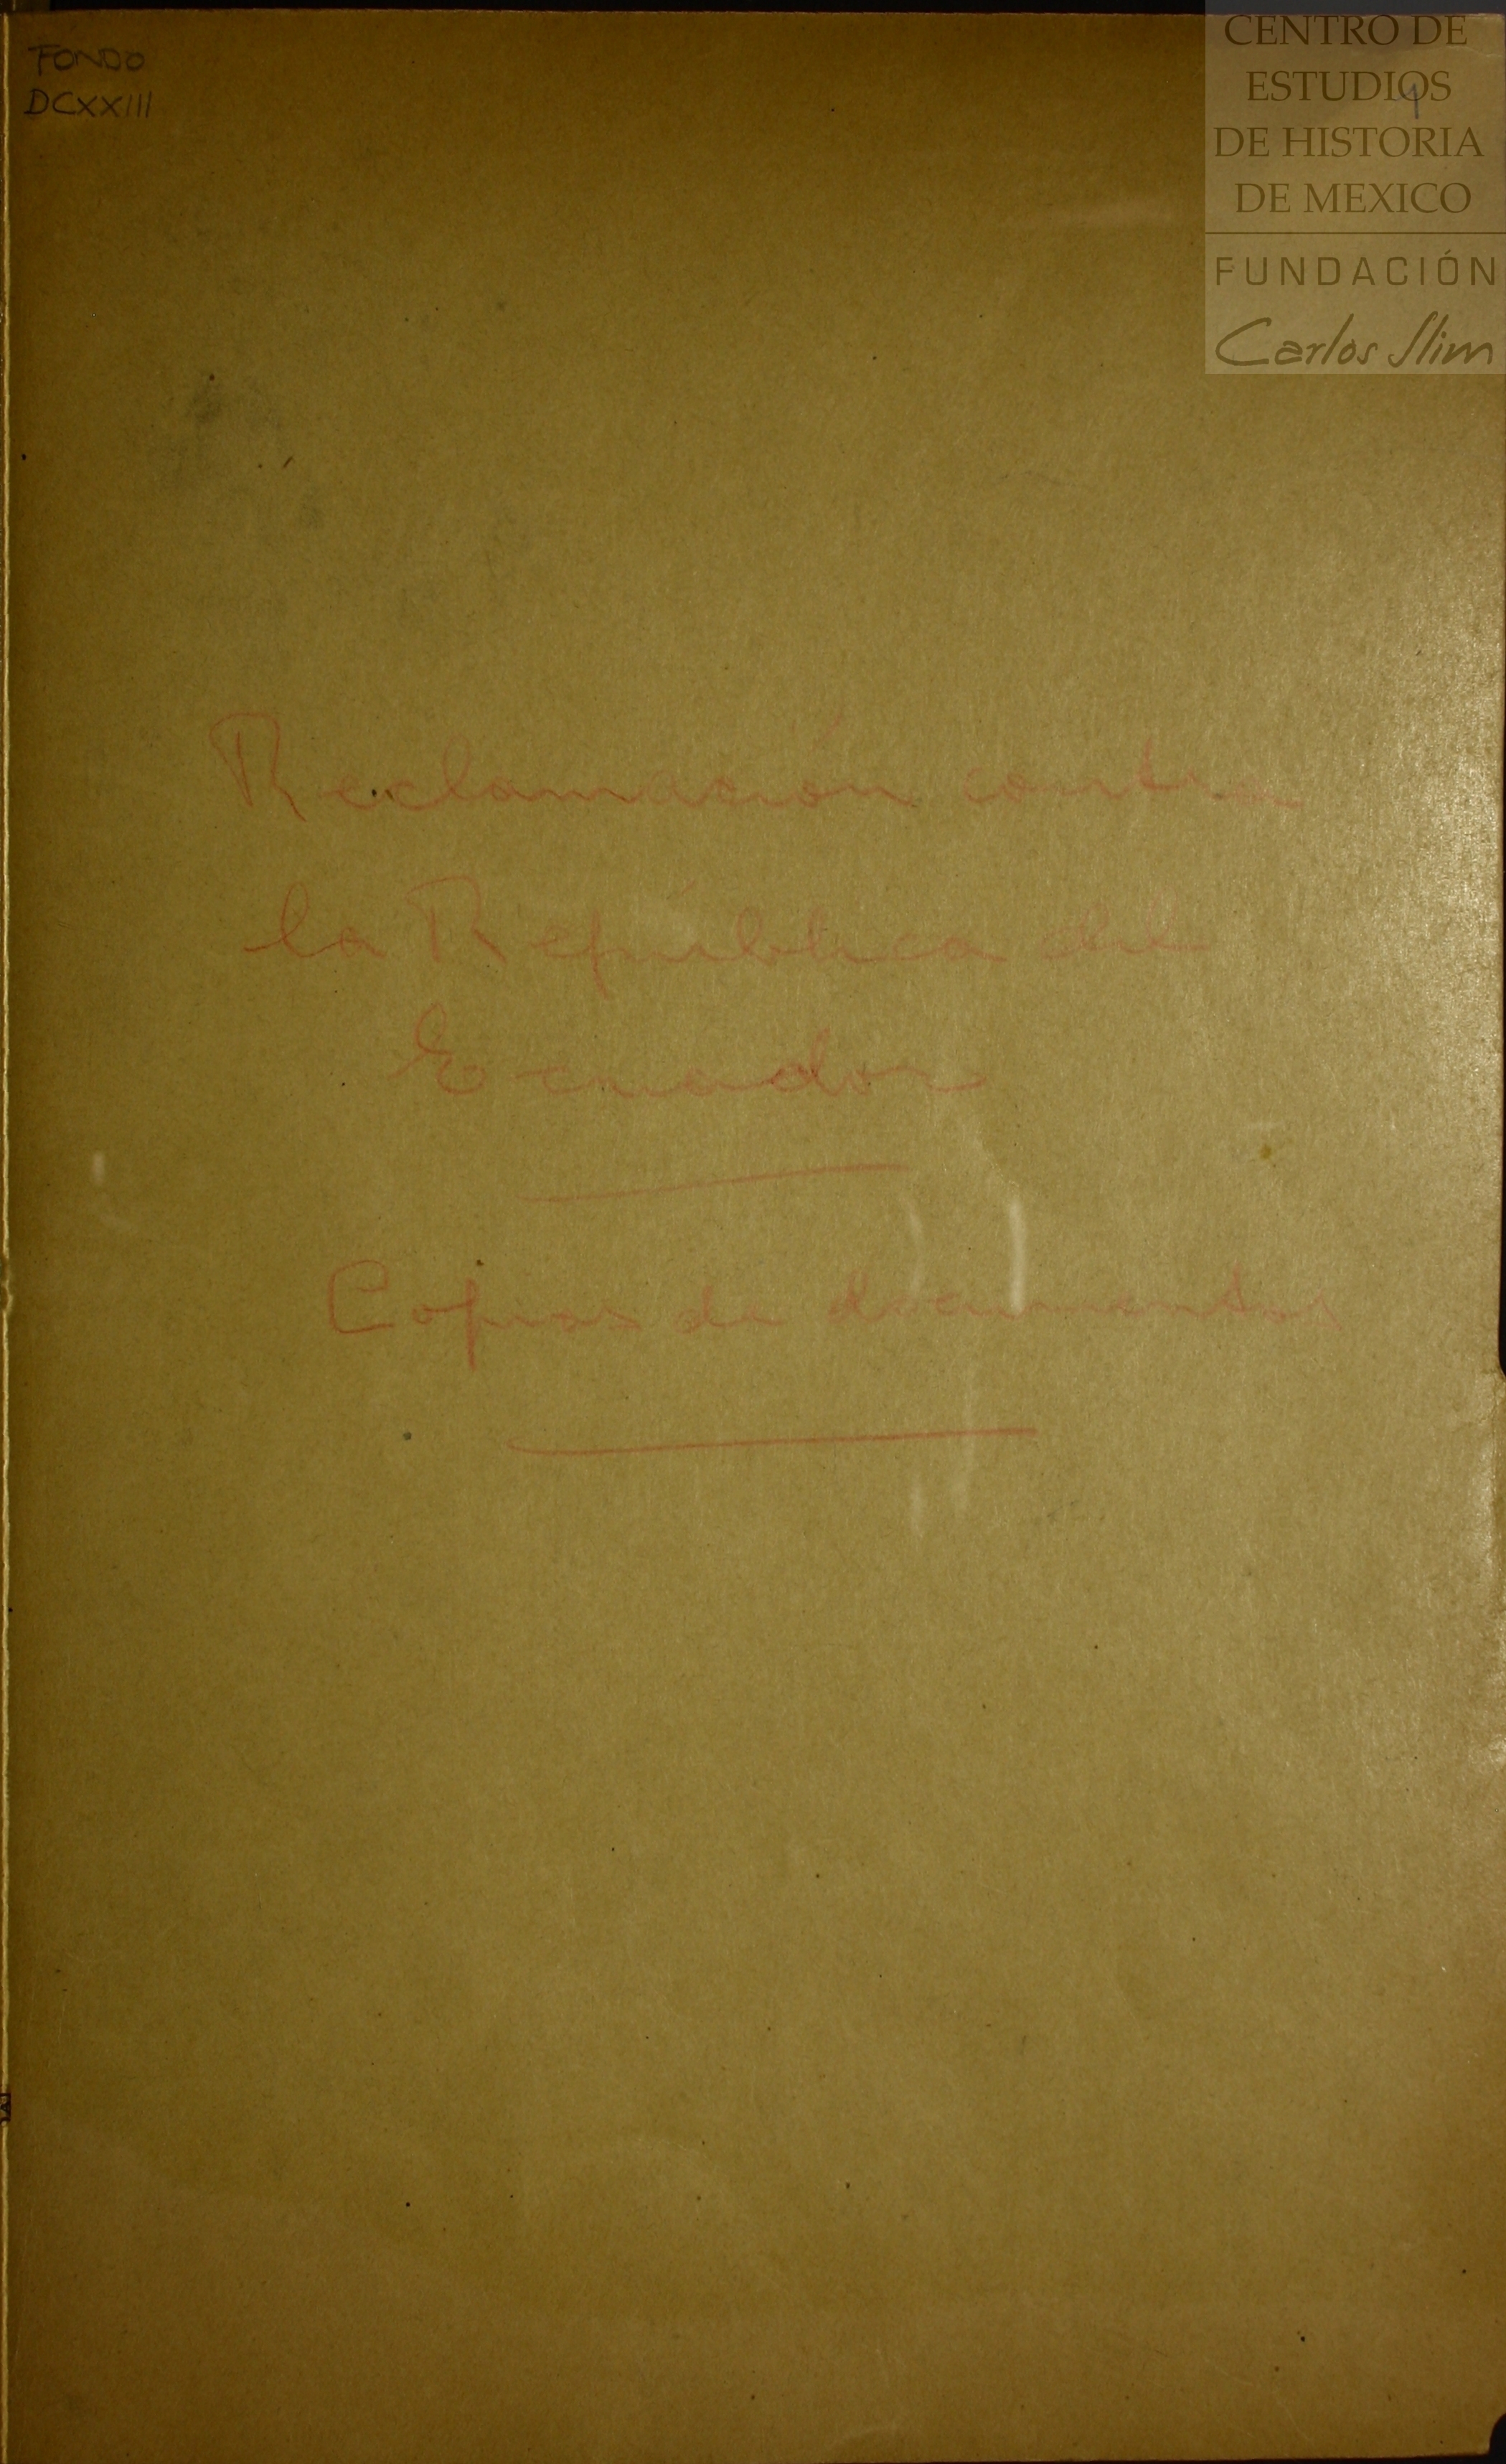 FONDO
DCXXIII
CENTRO DE
ESTUDIOS
DE HISTORIA
DE MEXICO
FUNDACIÓN
Carlos Slim
1
Reclamación contra
la República del
Ecuador
Copias de documentos